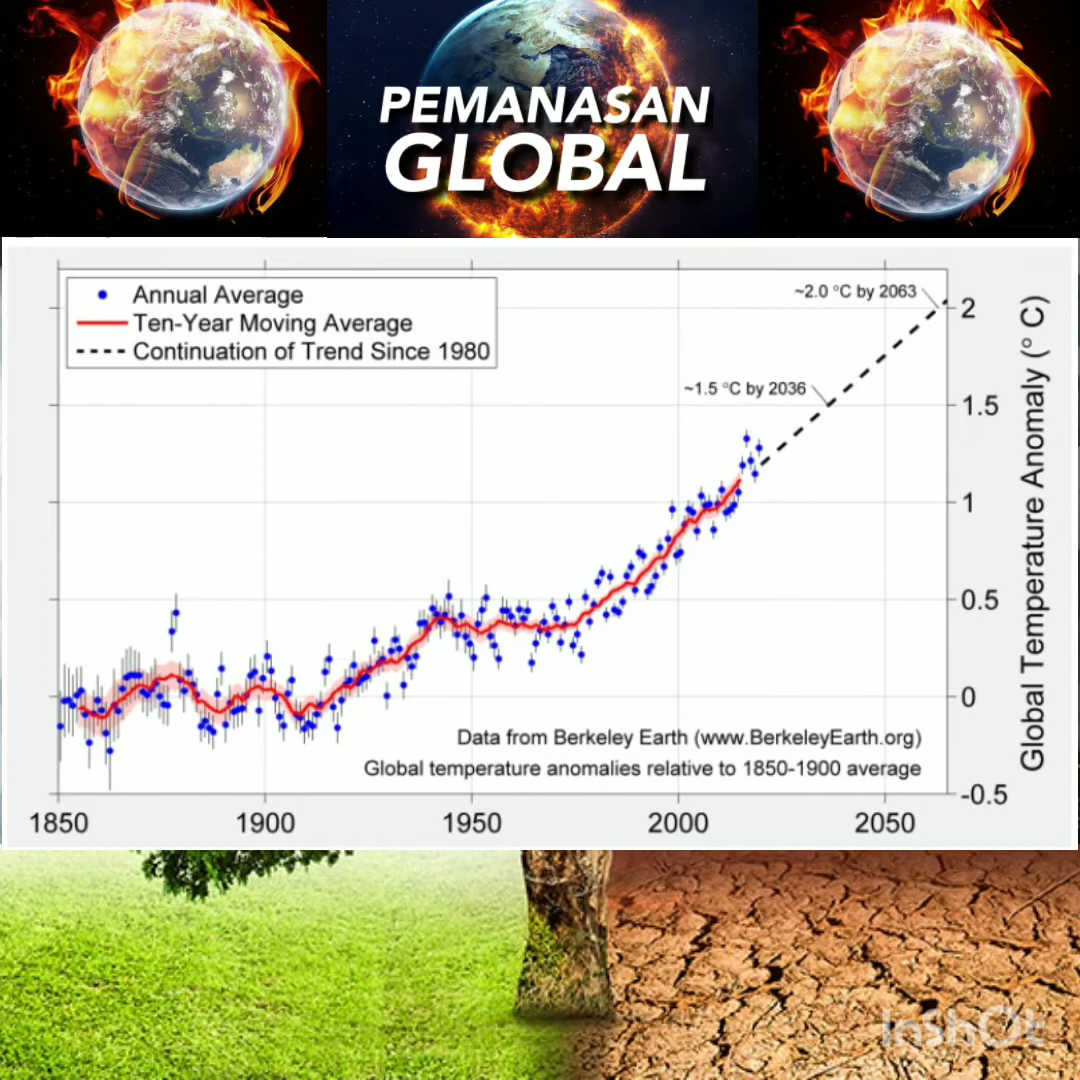 PEMANASAN
GLOBAL
Annual Average
Ten-Year Moving Average
Continuation of Trend Since 1980
~2.0 °C by 2063
~1.5 °C by 2036
2
1.5
1
0.5
0
-0.5
Global Temperature Anomaly (° C)
Data from Berkeley Earth (www.BerkeleyEarth.org)
Global temperature anomalies relative to 1850-1900 average
1850
1900
1950
2000
2050
InShOt